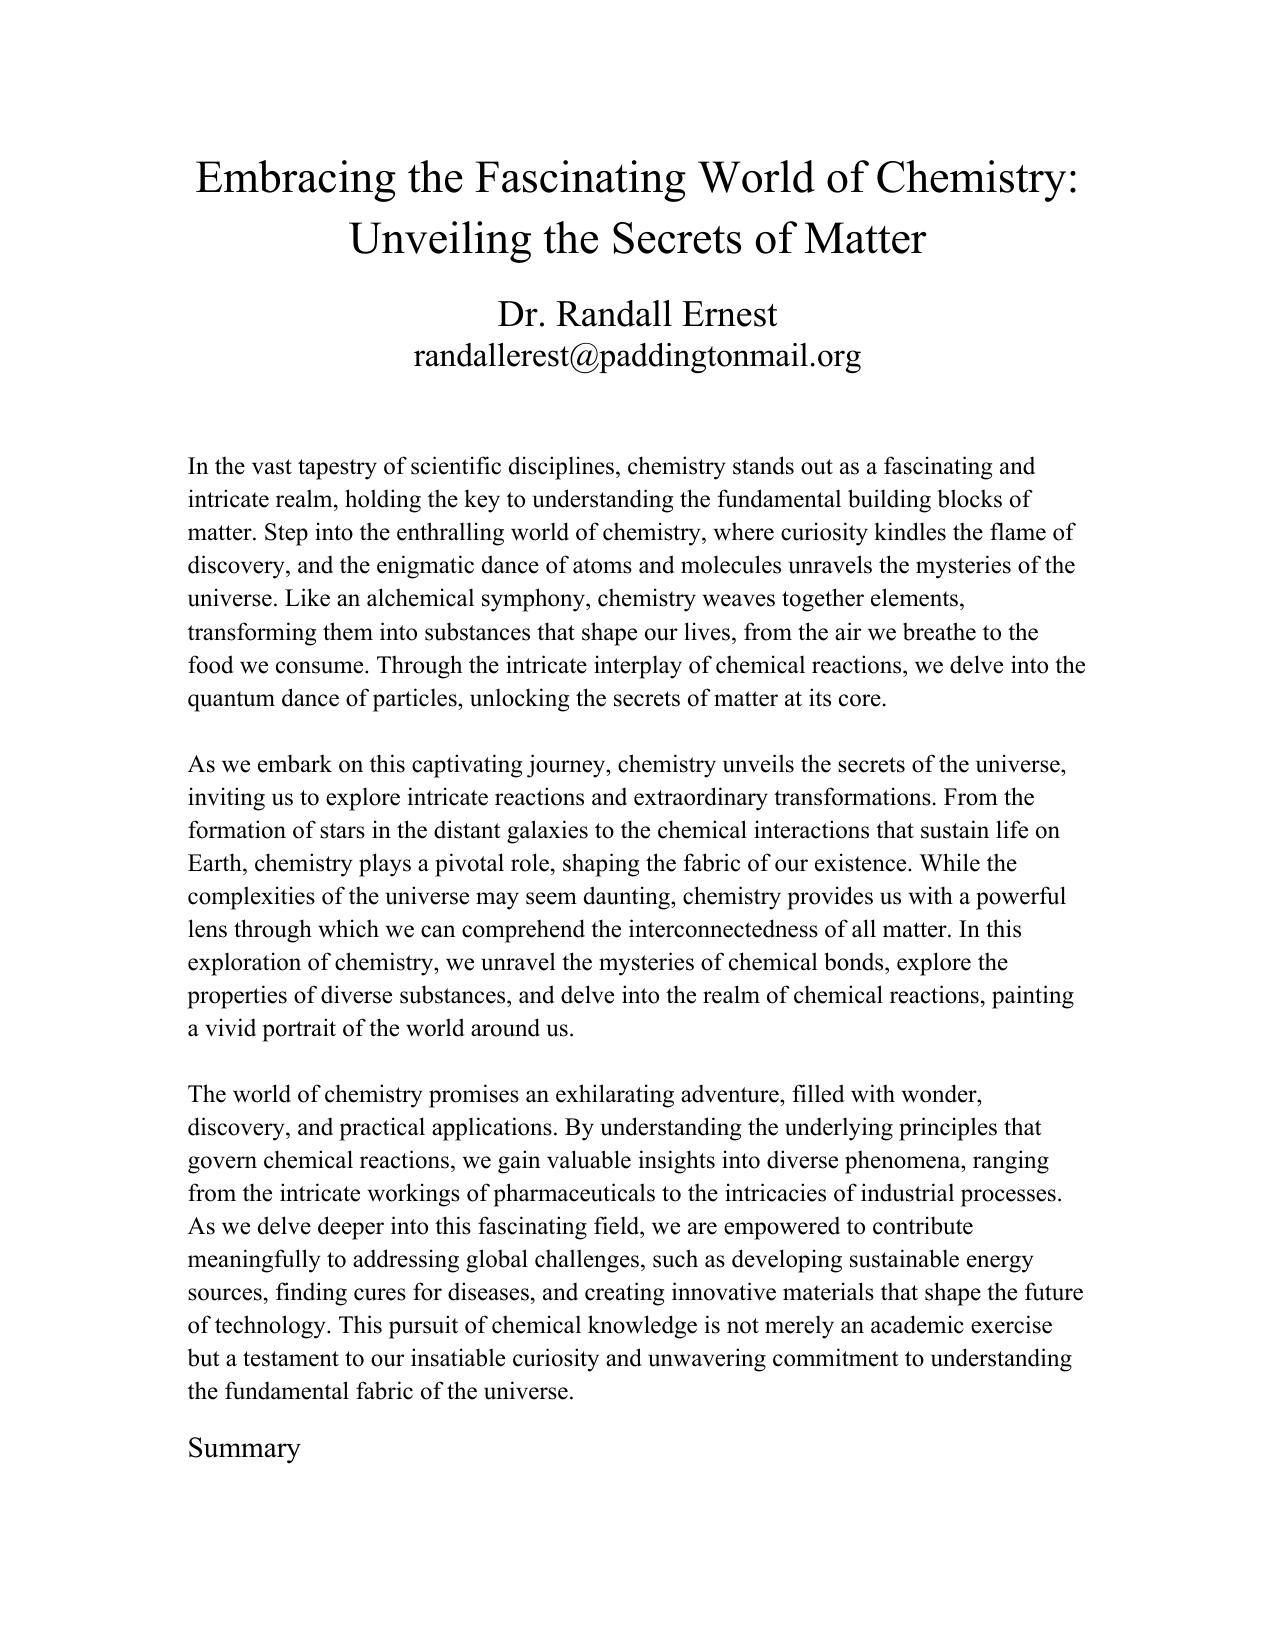 Embracing the Fascinating World of Chemistry:
Unveiling the Secrets of Matter
Dr. Randall Ernest
randallerest@paddingtonmail.org
In the vast tapestry of scientific disciplines, chemistry stands out as a fascinating and
intricate realm, holding the key to understanding the fundamental building blocks of
matter. Step into the enthralling world of chemistry, where curiosity kindles the flame of
discovery, and the enigmatic dance of atoms and molecules unravels the mysteries of the
universe. Like an alchemical symphony, chemistry weaves together elements,
transforming them into substances that shape our lives, from the air we breathe to the
food we consume. Through the intricate interplay of chemical reactions, we delve into the
quantum dance of particles, unlocking the secrets of matter at its core.
As we embark on this captivating journey, chemistry unveils the secrets of the universe,
inviting us to explore intricate reactions and extraordinary transformations. From the
formation of stars in the distant galaxies to the chemical interactions that sustain life on
Earth, chemistry plays a pivotal role, shaping the fabric of our existence. While the
complexities of the universe may seem daunting, chemistry provides us with a powerful
lens through which we can comprehend the interconnectedness of all matter. In this
exploration of chemistry, we unravel the mysteries of chemical bonds, explore the
properties of diverse substances, and delve into the realm of chemical reactions, painting
a vivid portrait of the world around us.
The world of chemistry promises an exhilarating adventure, filled with wonder,
discovery, and practical applications. By understanding the underlying principles that
govern chemical reactions, we gain valuable insights into diverse phenomena, ranging
from the intricate workings of pharmaceuticals to the intricacies of industrial processes.
As we delve deeper into this fascinating field, we are empowered to contribute
meaningfully to addressing global challenges, such as developing sustainable energy
sources, finding cures for diseases, and creating innovative materials that shape the future
of technology. This pursuit of chemical knowledge is not merely an academic exercise
but a testament to our insatiable curiosity and unwavering commitment to understanding
the fundamental fabric of the universe.
Summary